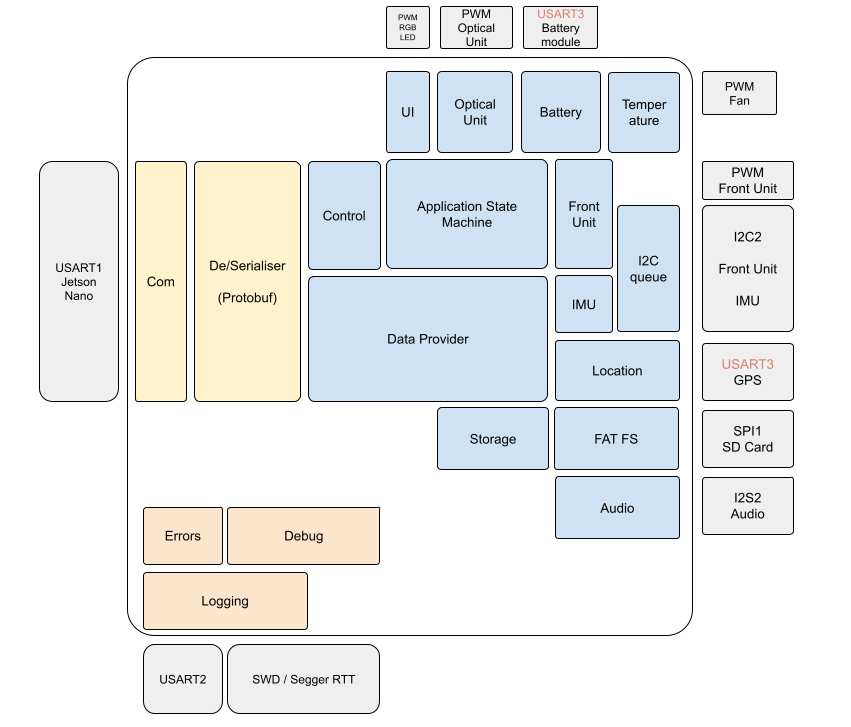 PWM
RGB
LED
PWM
Optical
Unit
USART3
Battery
module
UI
Optical
Unit
Battery
Temper
ature
PWM
Fan
USART1
Jetson
Nano
Com
De/Serialiser
(Protobuf)
Control
Application State
Machine
Front
Unit
I2C
queue
PWM
Front Unit
I2C2
Front Unit
IMU
IMU
Data Provider
Location
USART3
GPS
Storage
FAT FS
SPI1
SD Card
Audio
I2S2
Audio
Errors
Debug
Logging
USART2
SWD / Segger RTT